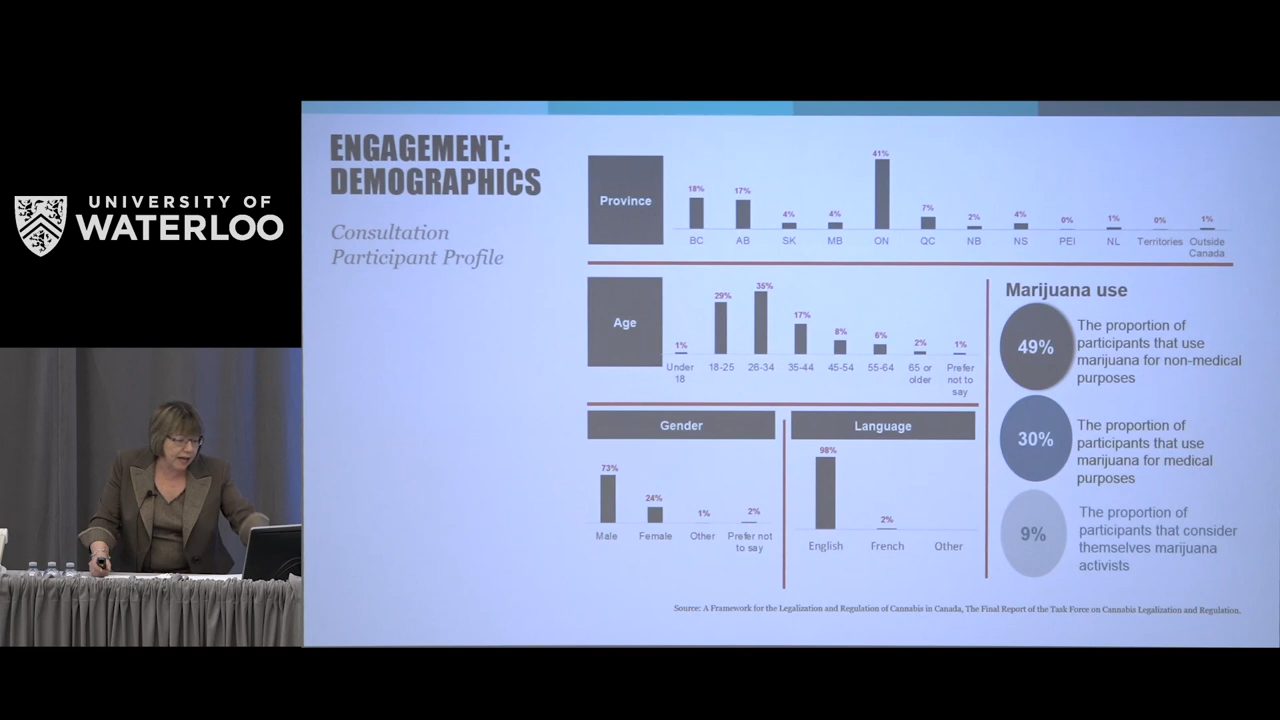 UNIVERSITY OF
WATERLOO
ENGAGEMENT:
DEMOGRAPHICS
Consultation
Participant Profile
Province
18% 17% 4% 4% 41% 7% 2% 4% 0% 1% 0% 1%
BC AB SK MB ON QC NB NS PEI NL Territories Outside
Canada
Age
1% 29% 35% 17% 8% 6% 2% 1%
Under 18-25 26-34 35-44 45-54 55-64 65 or Prefer
18 older not to
say
Gender
73% 24% 1% 2%
Male Female Other Prefer not
to say
Language
98% 2%
English French Other
Marijuana use
49%
The proportion of
participants that use
marijuana for non-medical
purposes
30%
The proportion of
participants that use
marijuana for medical
purposes
9%
The proportion of
participants that consider
themselves marijuana
activists
Source: A Framework for the Legalization and Regulation of Cannabis in Canada, The Final Report of the Task Force on Cannabis Legalization and Regulation.